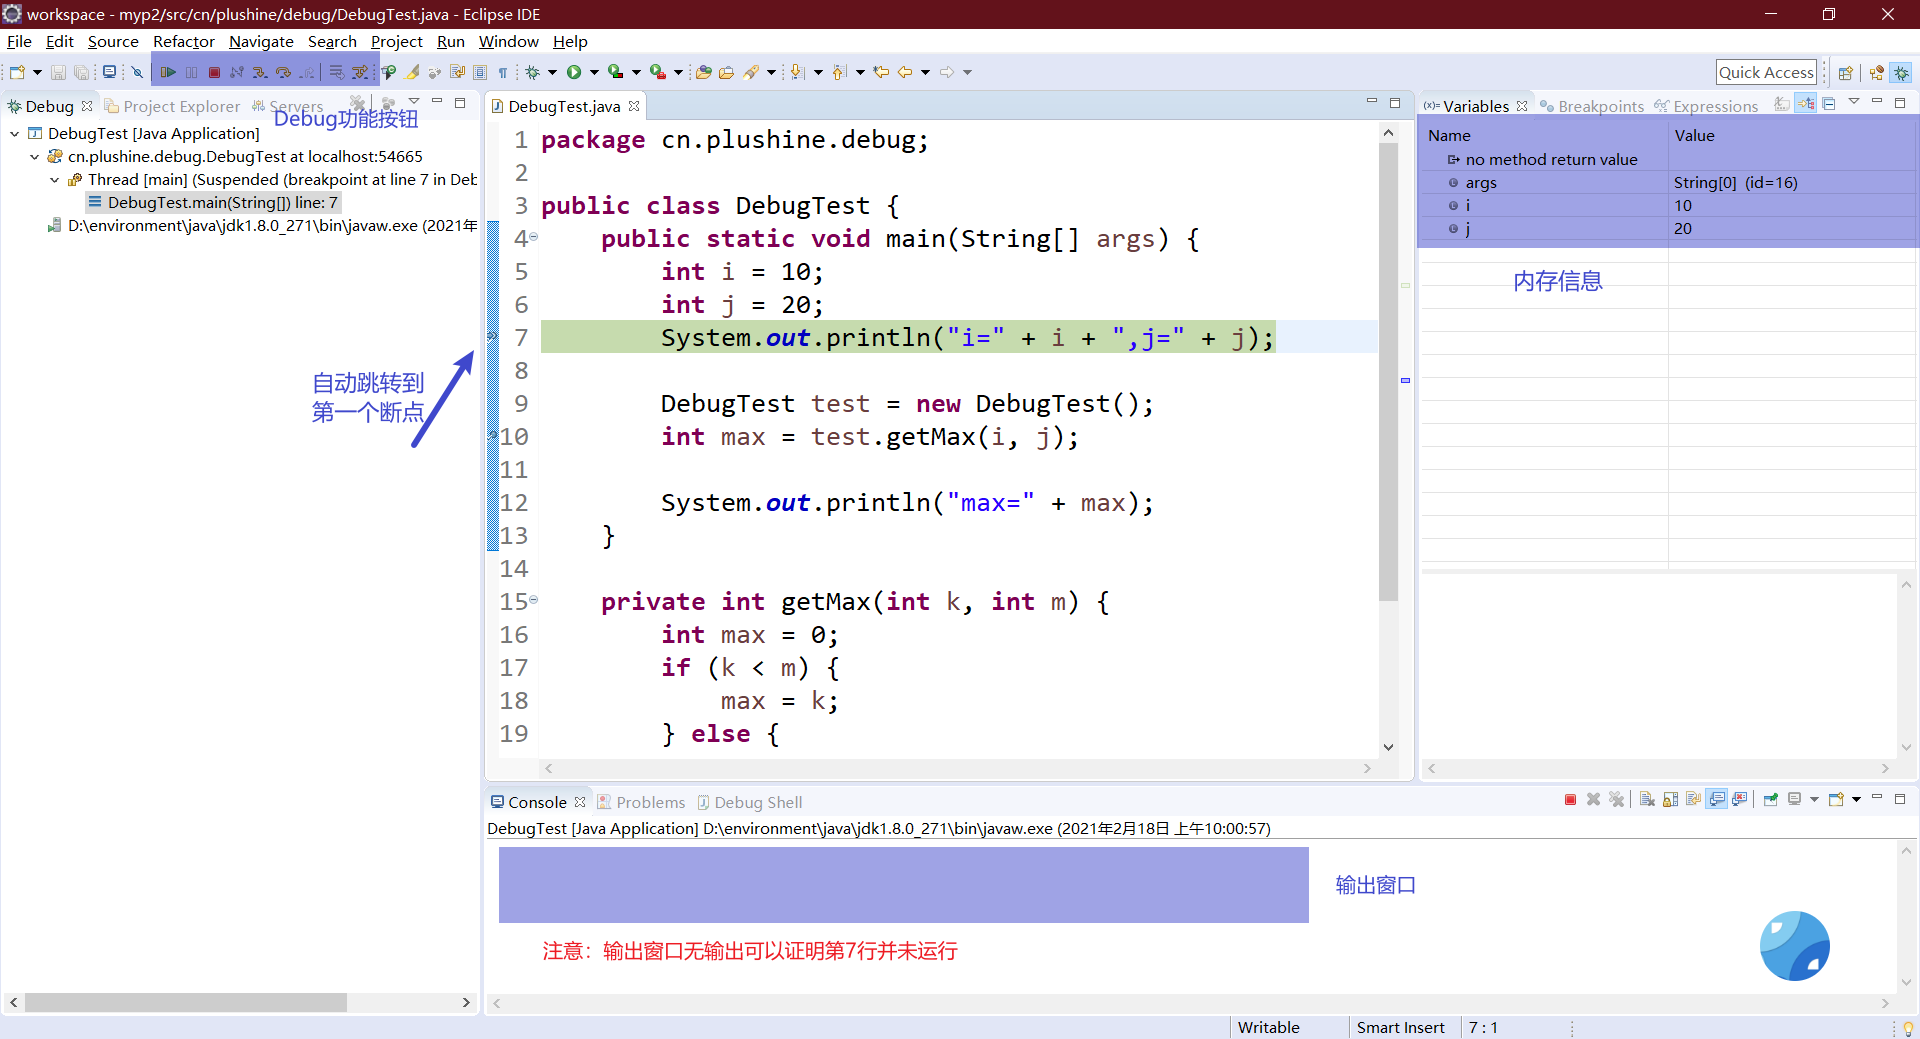 workspace - myp2/src/cn/plushine/debug/DebugTest.java - Eclipse IDE
File Edit Source Refactor Navigate Search Project Run Window Help
Quick Access
Debug Project Explorer Servers
Debug功能按钮
DebugTest [Java Application]
cn.plushine.debug.DebugTest at localhost:54665
Thread [main] (Suspended (breakpoint at line 7 in Deb
DebugTest.main(String[]) line: 7
D:\environment\java\jdk1.8.0_271\bin\javaw.exe (2021年
自动跳转到
第一个断点
DebugTest.java
1 package cn.plushine.debug;
2
3 public class DebugTest {
4 public static void main(String[] args) {
5 int i = 10;
6 int j = 20;
7 System.out.println("i=" + i + ",j=" + j);
8
9 DebugTest test = new DebugTest();
10 int max = test.getMax(i, j);
11
12 System.out.println("max=" + max);
13 }
14
15 private int getMax(int k, int m) {
16 int max = 0;
17 if (k < m) {
18 max = k;
19 } else {
(x)= Variables Breakpoints Expressions
Name Value
no method return value
args String[0] (id=16)
i 10
j 20
内存信息
Console Problems Debug Shell
DebugTest [Java Application] D:\environment\java\jdk1.8.0_271\bin\javaw.exe (2021年2月18日 上午10:00:57)
输出窗口
注意：输出窗口无输出可以证明第7行并未运行
Writable Smart Insert 7 : 1